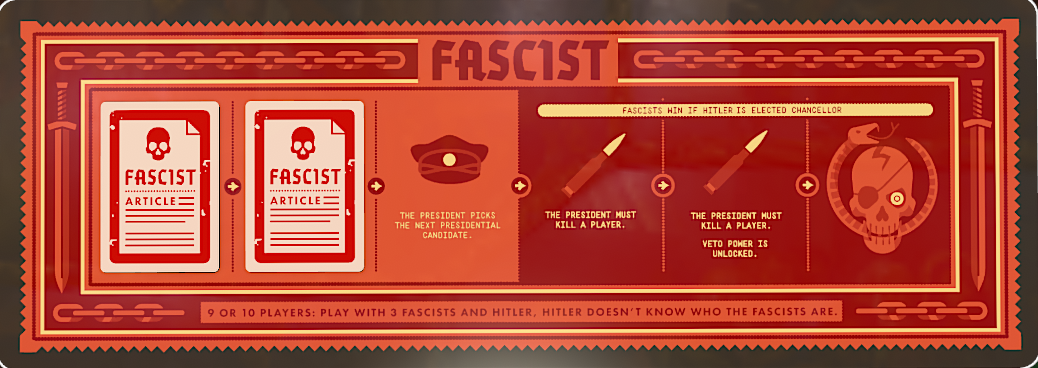 FASCIST
FASCISTS WIN IF HITLER IS ELECTED CHANCELLOR
FASCIST
ARTICLE
FASCIST
ARTICLE
THE PRESIDENT PICKS
THE NEXT PRESIDENTIAL
CANDIDATE.
THE PRESIDENT MUST
KILL A PLAYER.
THE PRESIDENT MUST
KILL A PLAYER.
VETO POWER IS
UNLOCKED.
9 OR 10 PLAYERS: PLAY WITH 3 FASCISTS AND HITLER, HITLER DOESN'T KNOW WHO THE FASCISTS ARE.